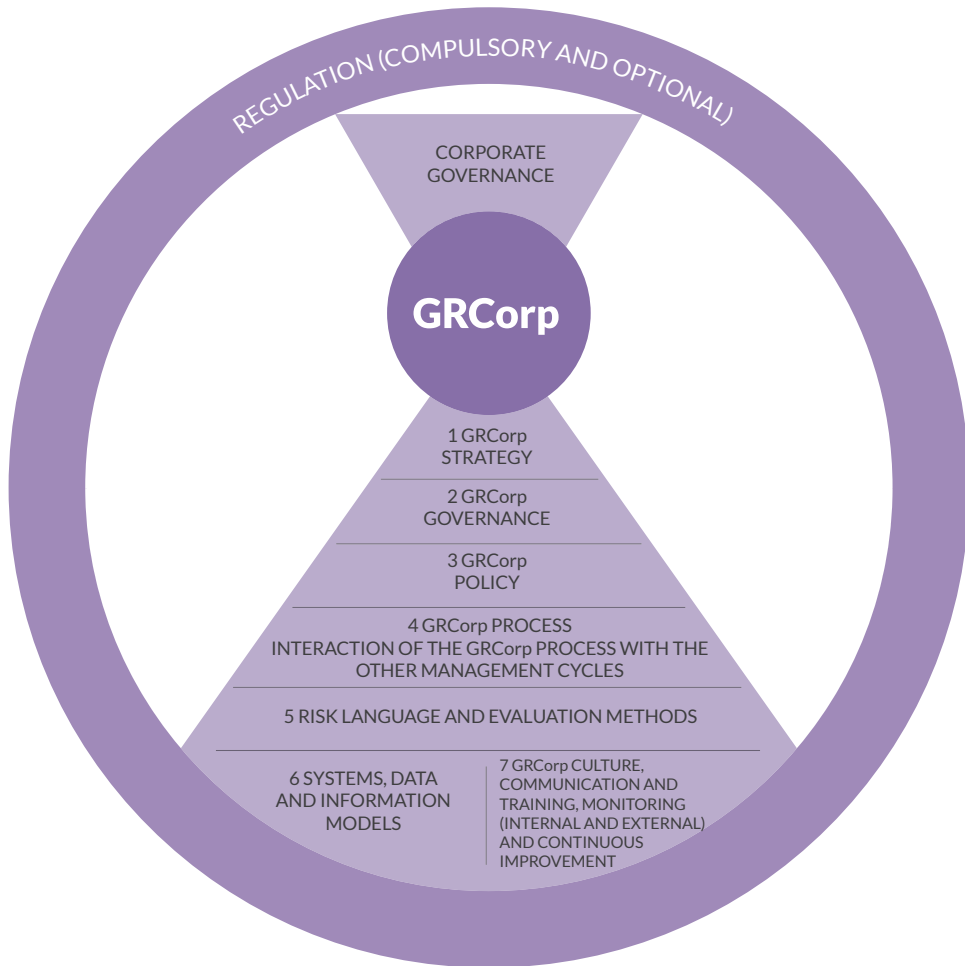 REGULATION (COMPULSORY AND OPTIONAL)
CORPORATE
GOVERNANCE
GRCorp
1 GRCorp
STRATEGY
2 GRCorp
GOVERNANCE
3 GRCorp
POLICY
4 GRCorp PROCESS
INTERACTION OF THE GRCorp PROCESS WITH THE
OTHER MANAGEMENT CYCLES
5 RISK LANGUAGE AND EVALUATION METHODS
6 SYSTEMS, DATA
AND INFORMATION
MODELS
7 GRCorp CULTURE,
COMMUNICATION AND
TRAINING, MONITORING
(INTERNAL AND EXTERNAL)
AND CONTINUOUS
IMPROVEMENT